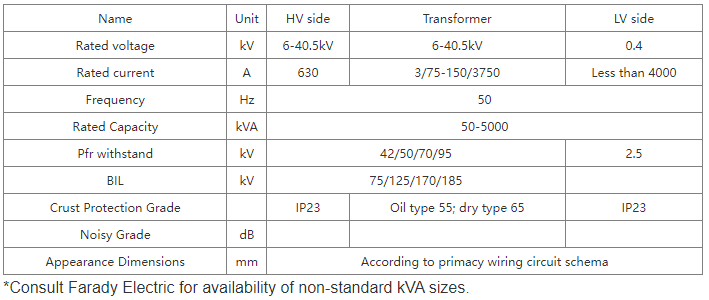 Name Unit HV side Transformer LV side
Rated voltage kV 6-40.5kV 6-40.5kV 0.4
Rated current A 630 3/75-150/3750 Less than 4000
Frequency Hz 50
Rated Capacity kVA 50-5000
Pfr withstand kV 42/50/70/95 2.5
BIL kV 75/125/170/185
Crust Protection Grade IP23 Oil type 55; dry type 65 IP23
Noisy Grade dB
Appearance Dimensions mm According to primacy wiring circuit schema
*Consult Farady Electric for availability of non-standard kVA sizes.